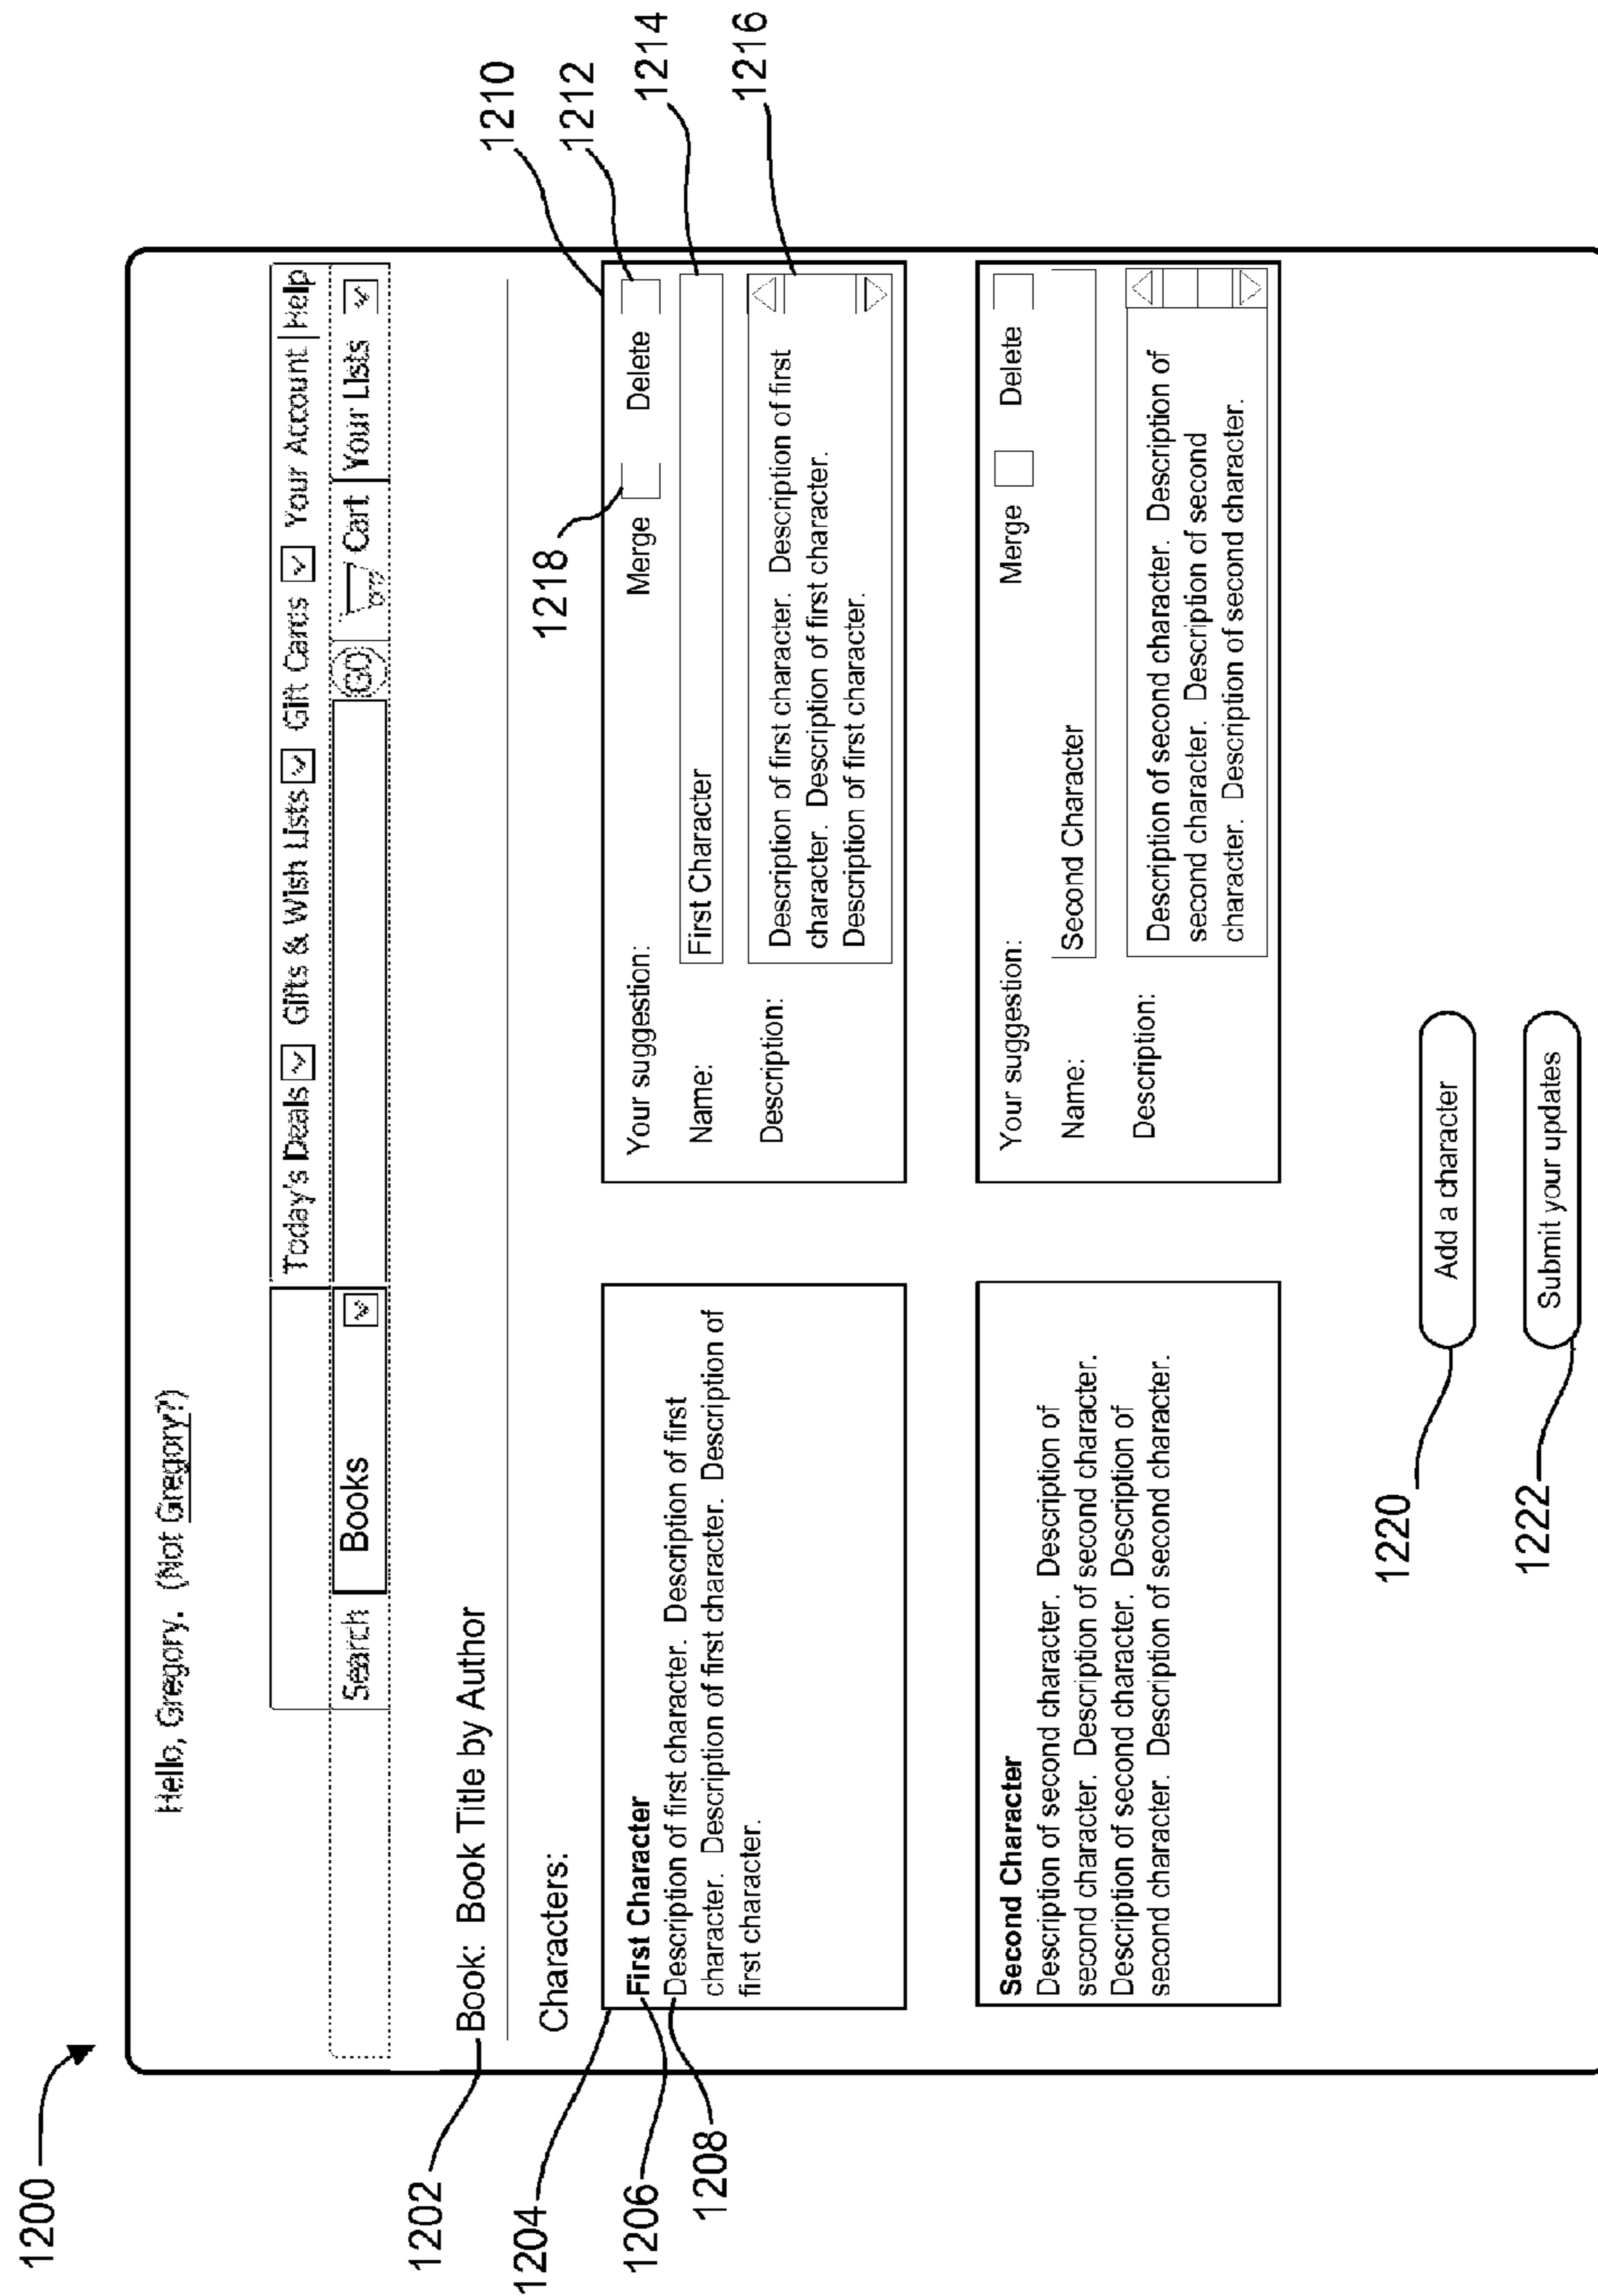 1200
Hello, Gregory. (Not Gregory?)
Today's Deals Gifts & Wish Lists Gift Cards Your Account Help
Search Books GO Cart Your Lists
1202
Book: Book Title by Author
Characters:
1204
1206
1208
First Character
Description of first character. Description of first
character. Description of first character. Description of
first character.
1210
1212
1214
1216
1218
Your suggestion: Merge Delete
Name: First Character
Description: Description of first character. Description of first
character. Description of first character.
Description of first character.
Second Character
Description of second character. Description of
second character. Description of second character.
Description of second character. Description of
second character. Description of second character.
Your suggestion: Merge Delete
Name: Second Character
Description: Description of second character. Description of
second character. Description of second
character. Description of second character.
1220
Add a character
1222
Submit your updates